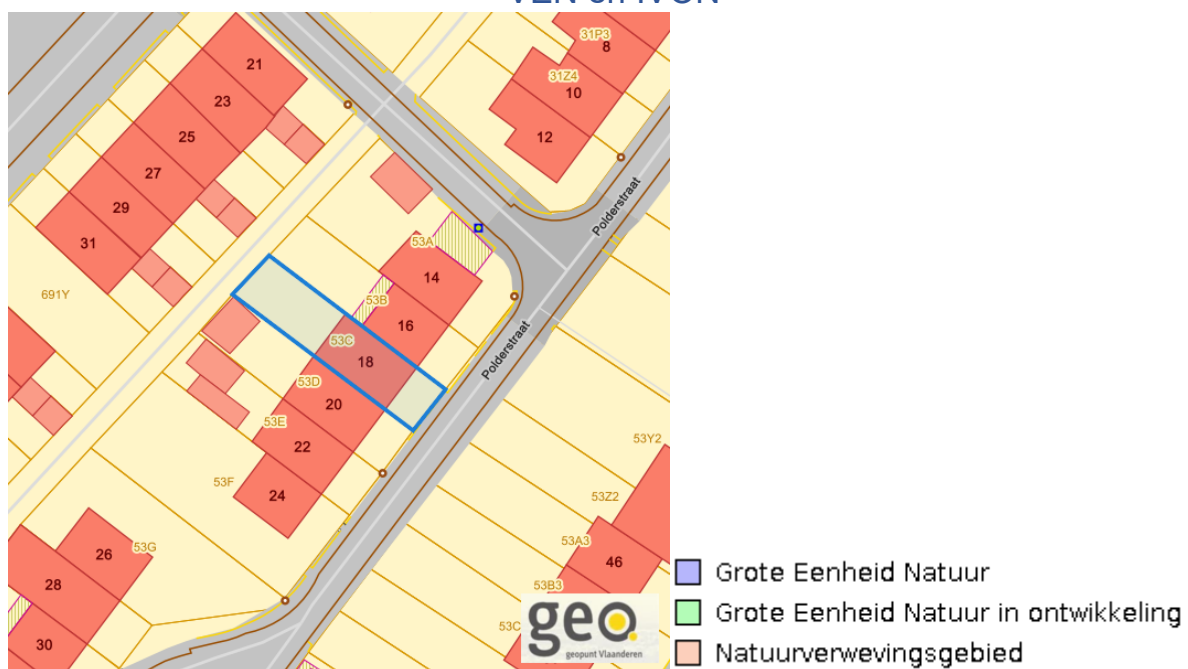 21
31P3
8
23
31Z4
10
25
12
27
29
Polderstraat
31
53A
14
691Y
53B
16
Polderstraat
53C
18
53D
20
53E
22
53Y2
53F
24
53Z2
53A3
26
53G
46
28
53B3
30
53C
geo
geopunt Vlaanderen
Grote Eenheid Natuur
Grote Eenheid Natuur in ontwikkeling
Natuurverwevingsgebied